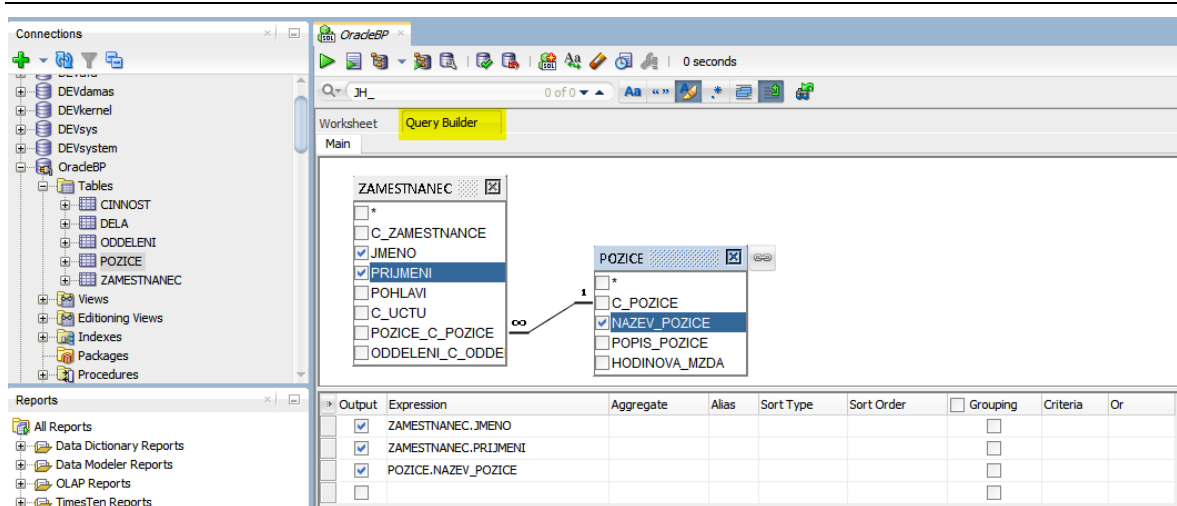 Connections
DEVdamas
DEVkernel
DEVsys
DEVsystem
OracleBP
Tables
CINNOST
DELA
ODDELENI
POZICE
ZAMESTNANEC
Views
Editioning Views
Indexes
Packages
Procedures
Reports
All Reports
Data Dictionary Reports
Data Modeler Reports
OLAP Reports
TimesTen Reports
OracleBP
0 seconds
JH_ 0 of 0 Aa “ ” .*
Worksheet Query Builder
Main
ZAMESTNANEC
*
C_ZAMESTNANCE
JMENO
PRIJMENI
POHLAVI
C_UCTU
POZICE_C_POZICE
ODDELENI_C_ODDE
∞
1
POZICE
*
C_POZICE
NAZEV_POZICE
POPIS_POZICE
HODINOVA_MZDA
Output Expression Aggregate Alias Sort Type Sort Order Grouping Criteria Or
ZAMESTNANEC.JMENO
ZAMESTNANEC.PRIJMENI
POZICE.NAZEV_POZICE